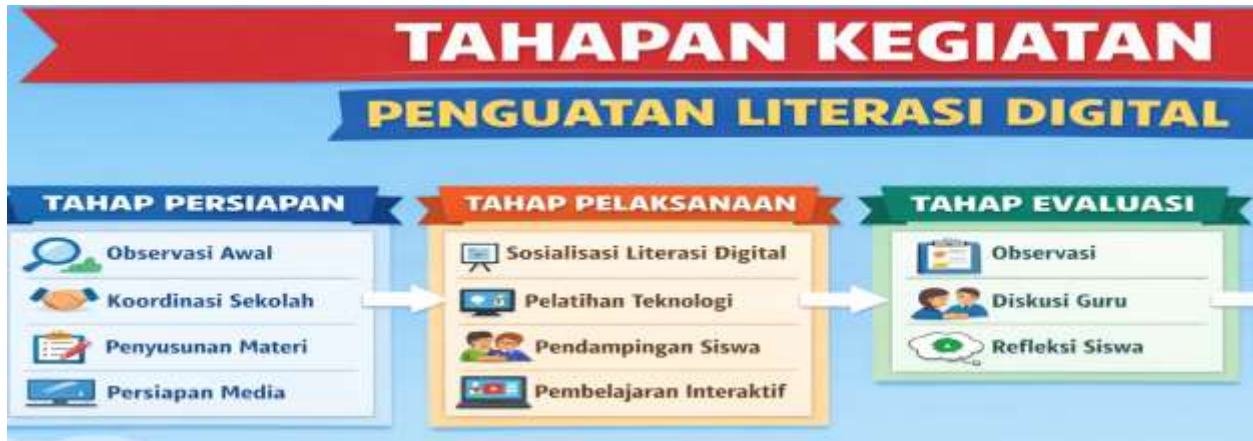 TAHAPAN KEGIATAN
PENGUATAN LITERASI DIGITAL
TAHAP PERSIAPAN
Observasi Awal
Koordinasi Sekolah
Penyusunan Materi
Persiapan Media
TAHAP PELAKSANAAN
Sosialisasi Literasi Digital
Pelatihan Teknologi
Pendampingan Siswa
Pembelajaran Interaktif
TAHAP EVALUASI
Observasi
Diskusi Guru
Refleksi Siswa